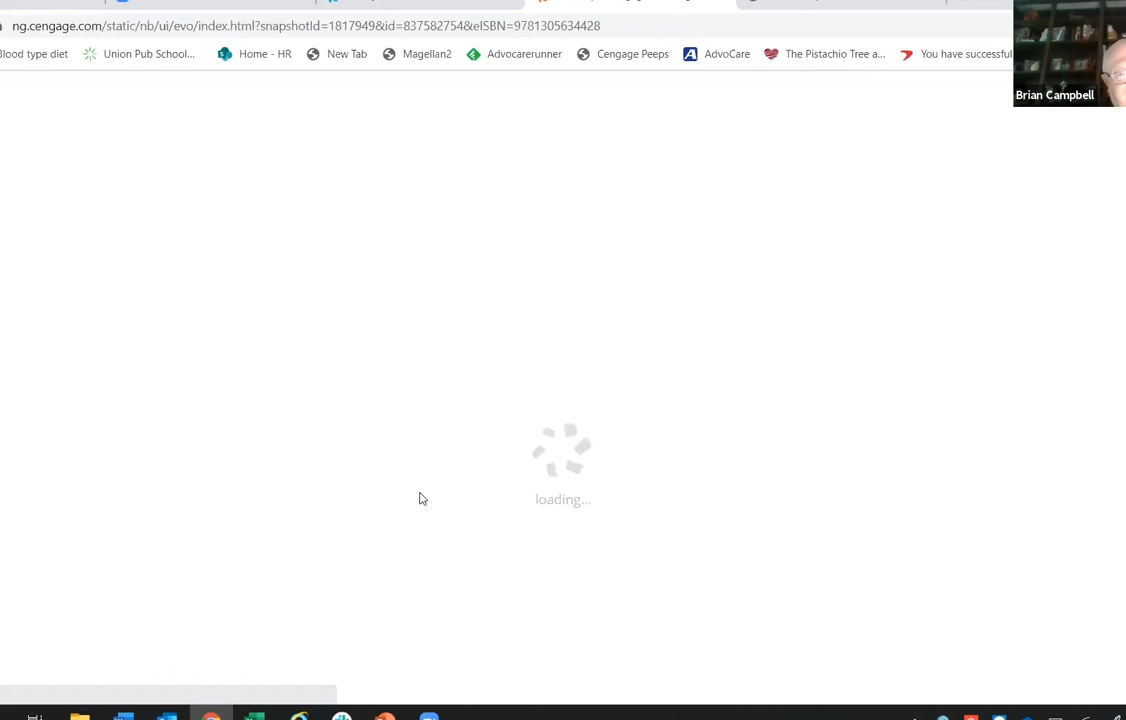 ng.cengage.com/static/nb/ui/evo/index.html?snapshotId=1817949&id=837582754&eISBN=9781305634428
Blood type diet Union Pub School... Home - HR New Tab Magellan2 Advocarerunner Cengage Peeps AdvoCare The Pistachio Tree a... You have successful
Brian Campbell
loading...